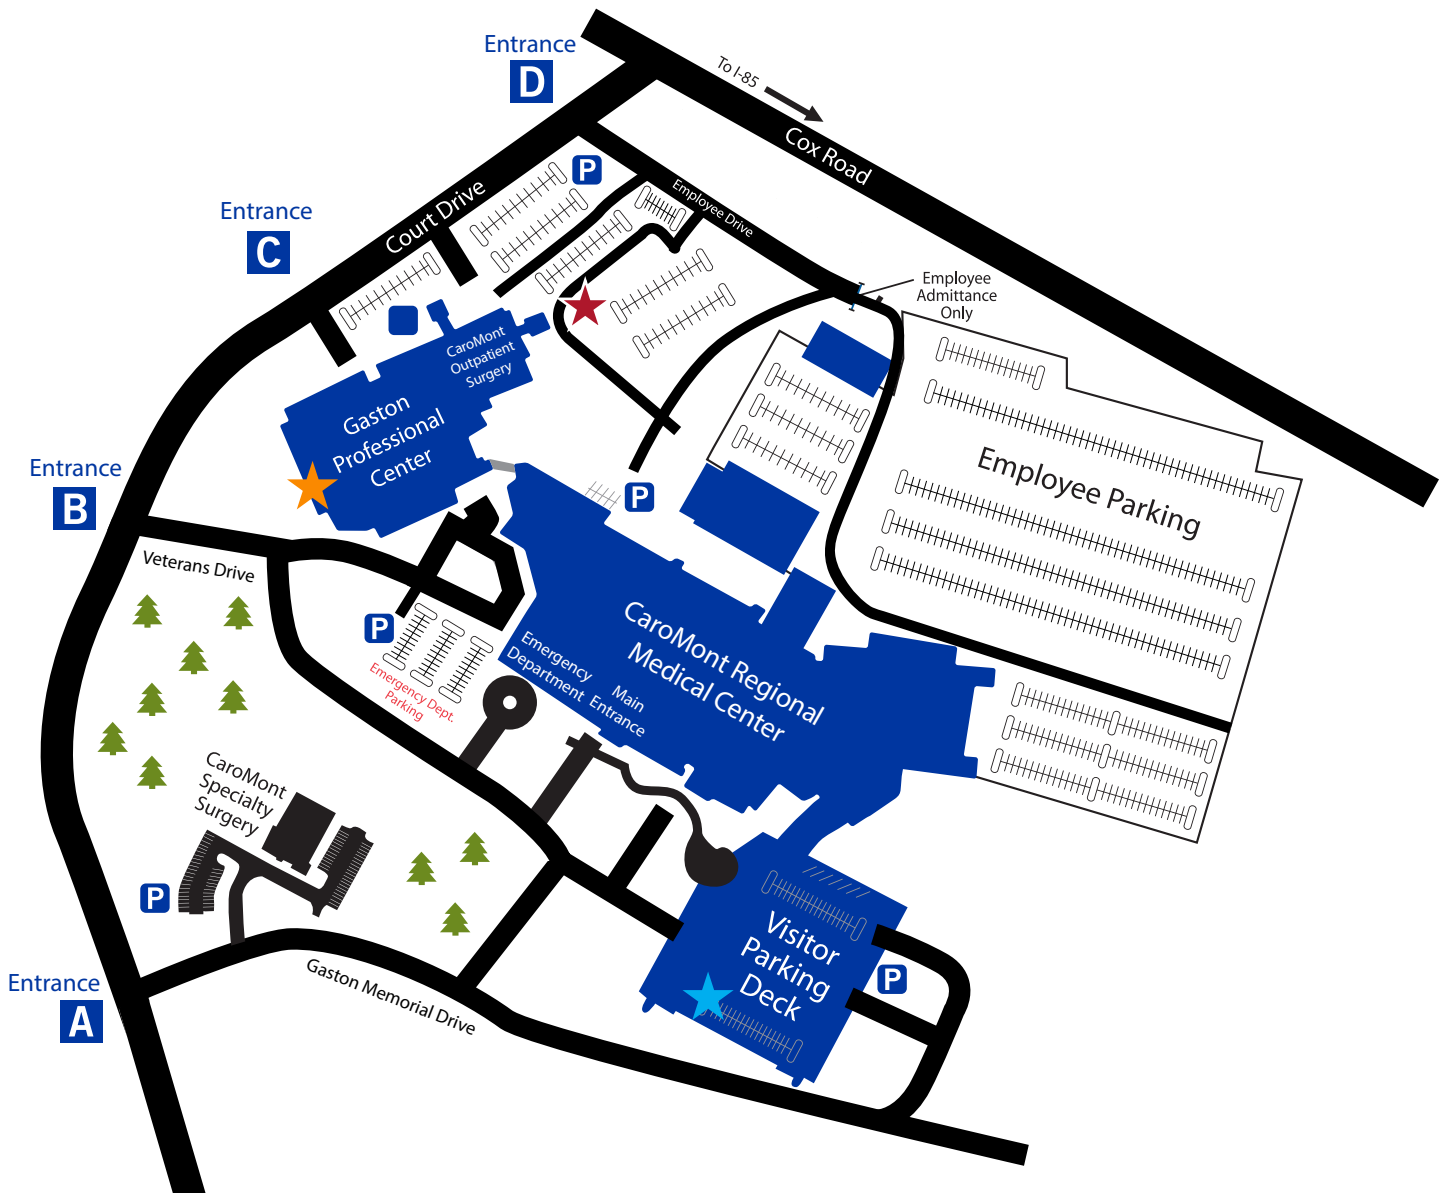 Entrance
D
To I-85
Cox Road
P
Entrance
C
Court Drive
Employee Drive
Employee
Admittance
Only
CaroMont
Outpatient
Surgery
Gaston
Professional
Center
Employee Parking
Entrance
B
P
Veterans Drive
P
Emergency Dept.
Parking
Emergency
Department
Main
Entrance
CaroMont Regional
Medical Center
CaroMont
Specialty
Surgery
P
Visitor
Parking
Deck
P
Entrance
A
Gaston Memorial Drive